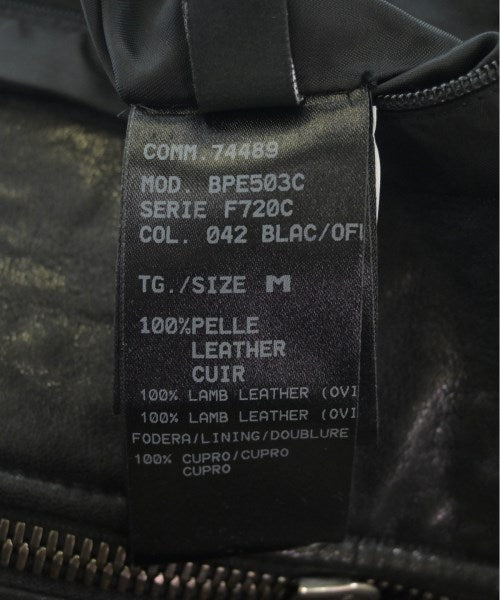 COMM.74489
MOD. BPE503C
SERIE F720C
COL. 042 BLAC/OF
TG./SIZE M
100%PELLE
LEATHER
CUIR
100% LAMB LEATHER (OVI
100% LAMB LEATHER (OVI
FODERA/LINING/DOUBLURE
100% CUPRO/CUPRO
CUPRO